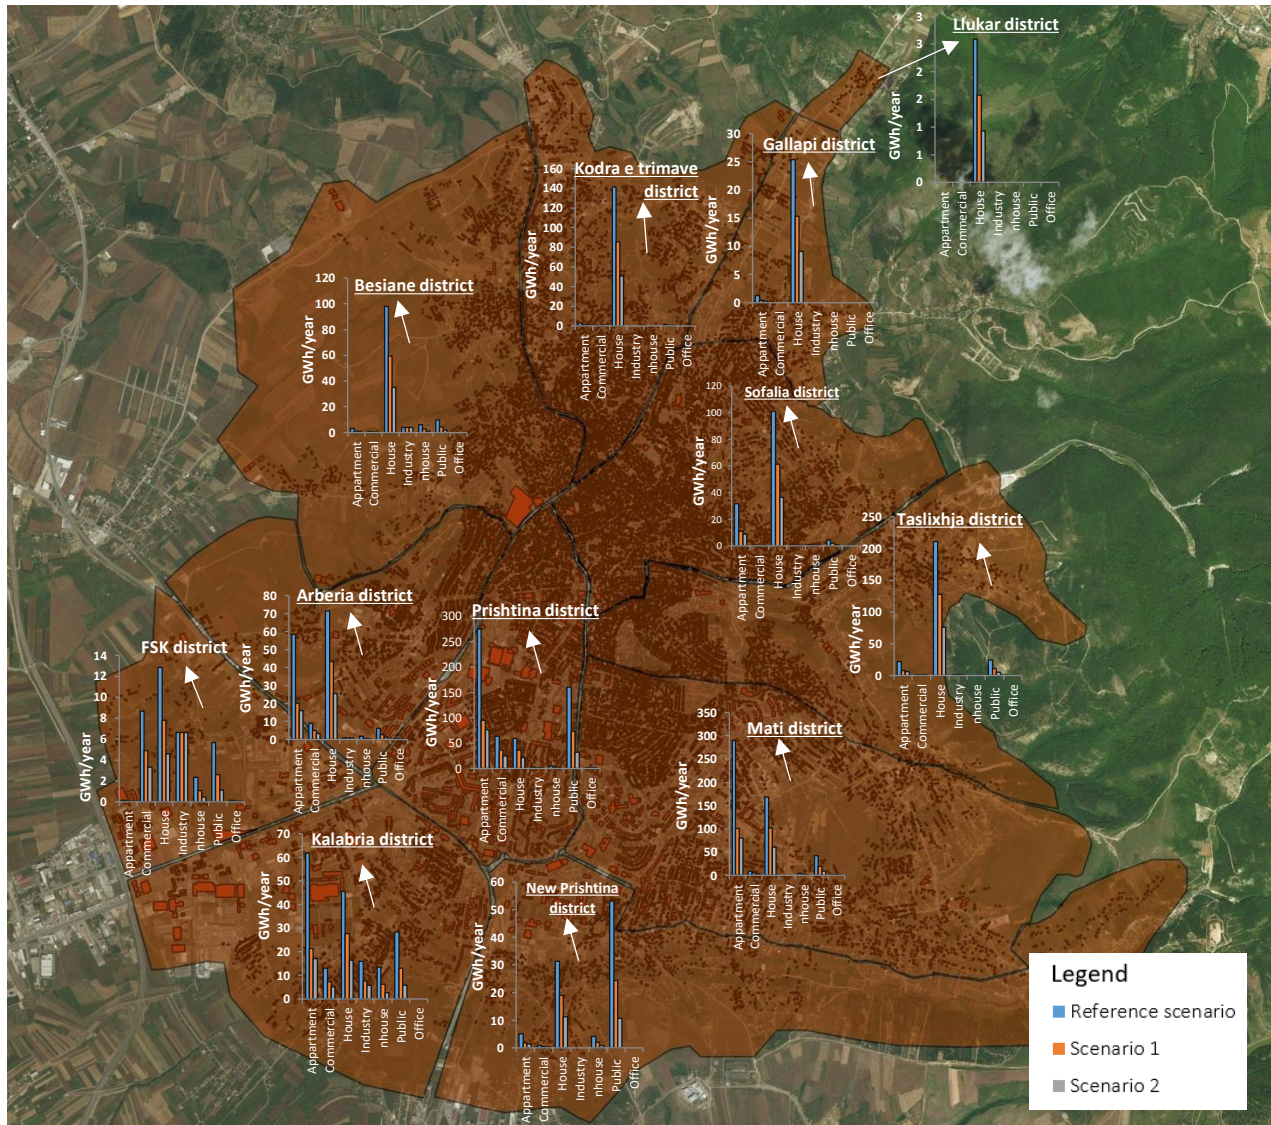 Llukar district
GWh/year
3
3
2
2
1
1
0
Appartment
Commercial
House
Industry
nhouse
Public
Office
Gallapi district
GWh/year
30
25
20
15
10
5
0
Appartment
Commercial
House
Industry
nhouse
Public
Office
Kodra e trimave
district
GWh/year
160
140
120
100
80
60
40
20
0
Appartment
Commercial
House
Industry
nhouse
Public
Office
Besiane district
GWh/year
120
100
80
60
40
20
0
Appartment
Commercial
House
Industry
nhouse
Public
Office
Sofalia district
GWh/year
120
100
80
60
40
20
0
Appartment
Commercial
House
Industry
nhouse
Public
Office
Taslixhja district
GWh/year
250
200
150
100
50
0
Appartment
Commercial
House
Industry
nhouse
Public
Office
Arberia district
GWh/year
80
70
60
50
40
30
20
10
0
Appartment
Commercial
House
Industry
nhouse
Public
Office
Prishtina district
GWh/year
300
250
200
150
100
50
0
Appartment
Commercial
House
Industry
nhouse
Public
Office
FSK district
GWh/year
14
12
10
8
6
4
2
0
Appartment
Commercial
House
Industry
nhouse
Public
Office
Mati district
GWh/year
350
300
250
200
150
100
50
0
Appartment
Commercial
House
Industry
nhouse
Public
Office
Kalabria district
GWh/year
70
60
50
40
30
20
10
0
Appartment
Commercial
House
Industry
nhouse
Public
Office
New Prishtina
district
GWh/year
60
50
40
30
20
10
0
Appartment
Commercial
House
Industry
nhouse
Public
Office
Legend
Reference scenario
Scenario 1
Scenario 2